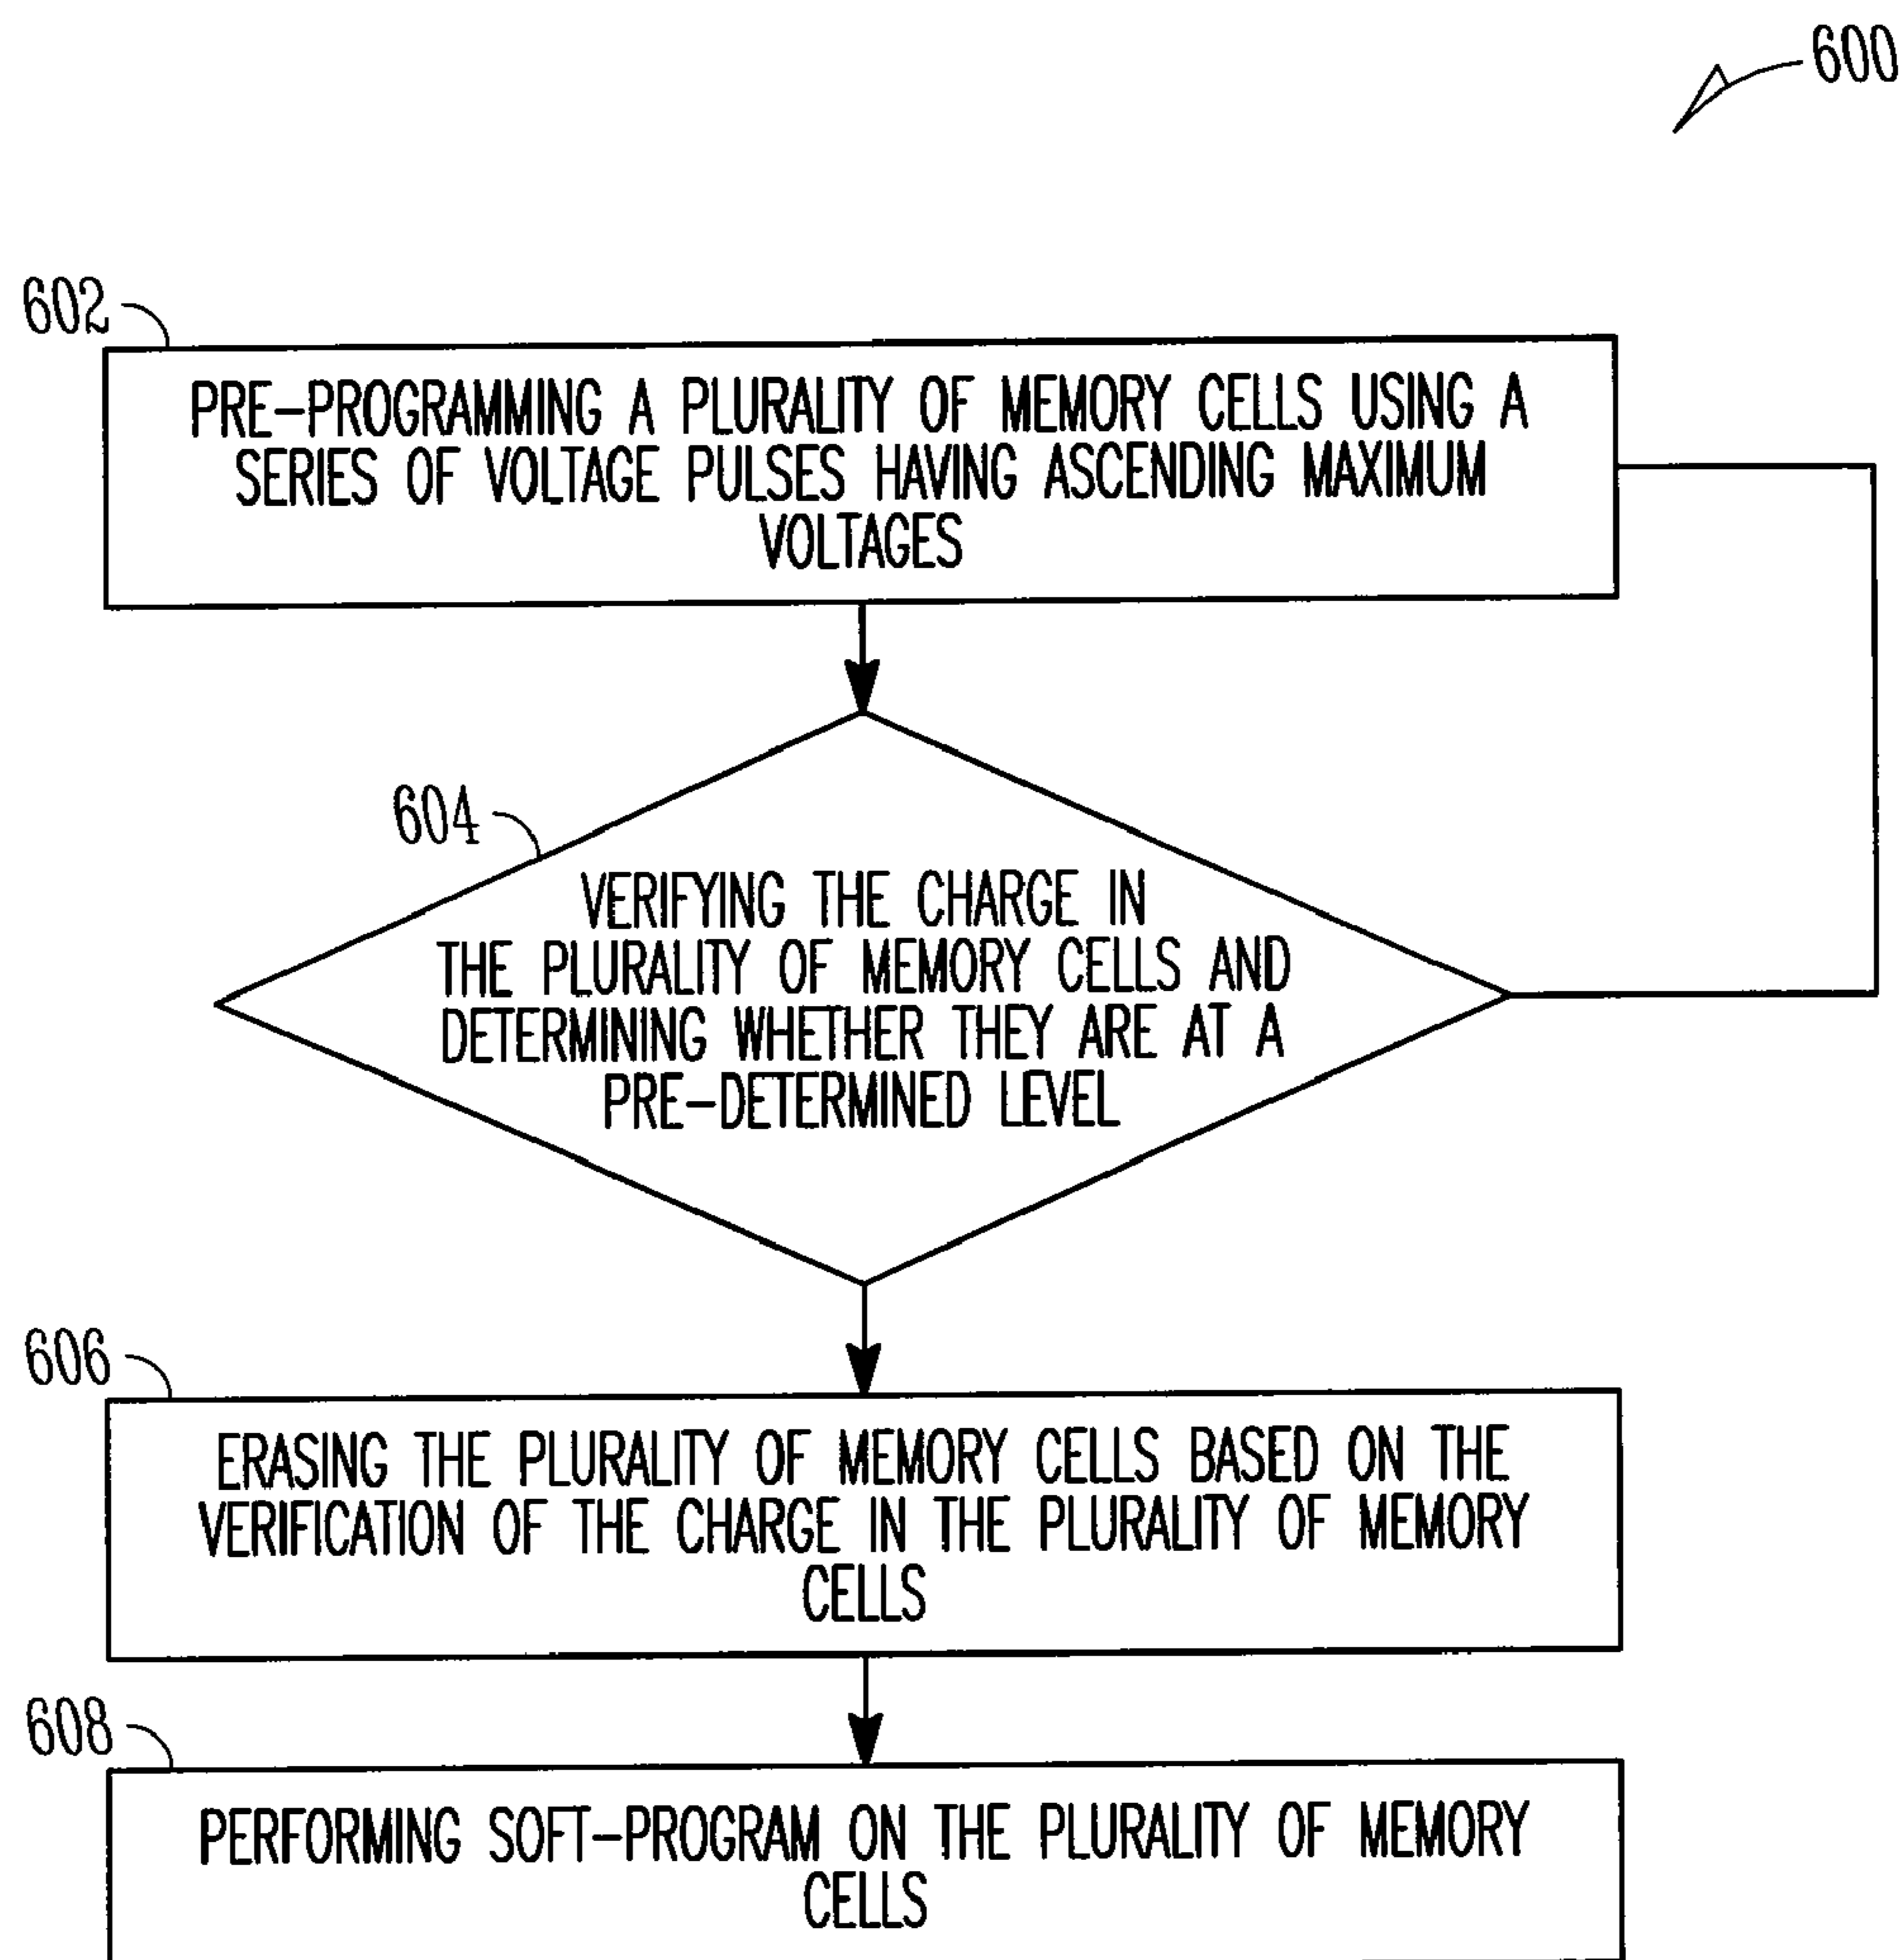 600
602
PRE-PROGRAMMING A PLURALITY OF MEMORY CELLS USING A
SERIES OF VOLTAGE PULSES HAVING ASCENDING MAXIMUM
VOLTAGES
604
VERIFYING THE CHARGE IN
THE PLURALITY OF MEMORY CELLS AND
DETERMINING WHETHER THEY ARE AT A
PRE-DETERMINED LEVEL
606
ERASING THE PLURALITY OF MEMORY CELLS BASED ON THE
VERIFICATION OF THE CHARGE IN THE PLURALITY OF MEMORY
CELLS
608
PERFORMING SOFT-PROGRAM ON THE PLURALITY OF MEMORY
CELLS